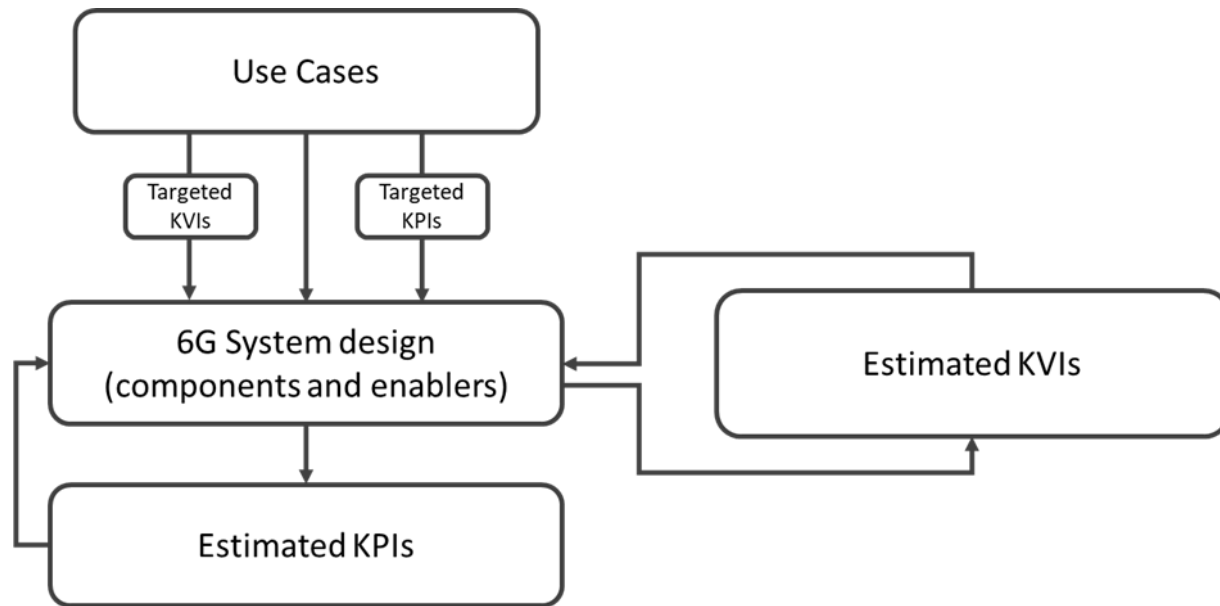 Use Cases
Targeted
KVIs
Targeted
KPIs
6G System design
(components and enablers)
Estimated KVIs
Estimated KPIs